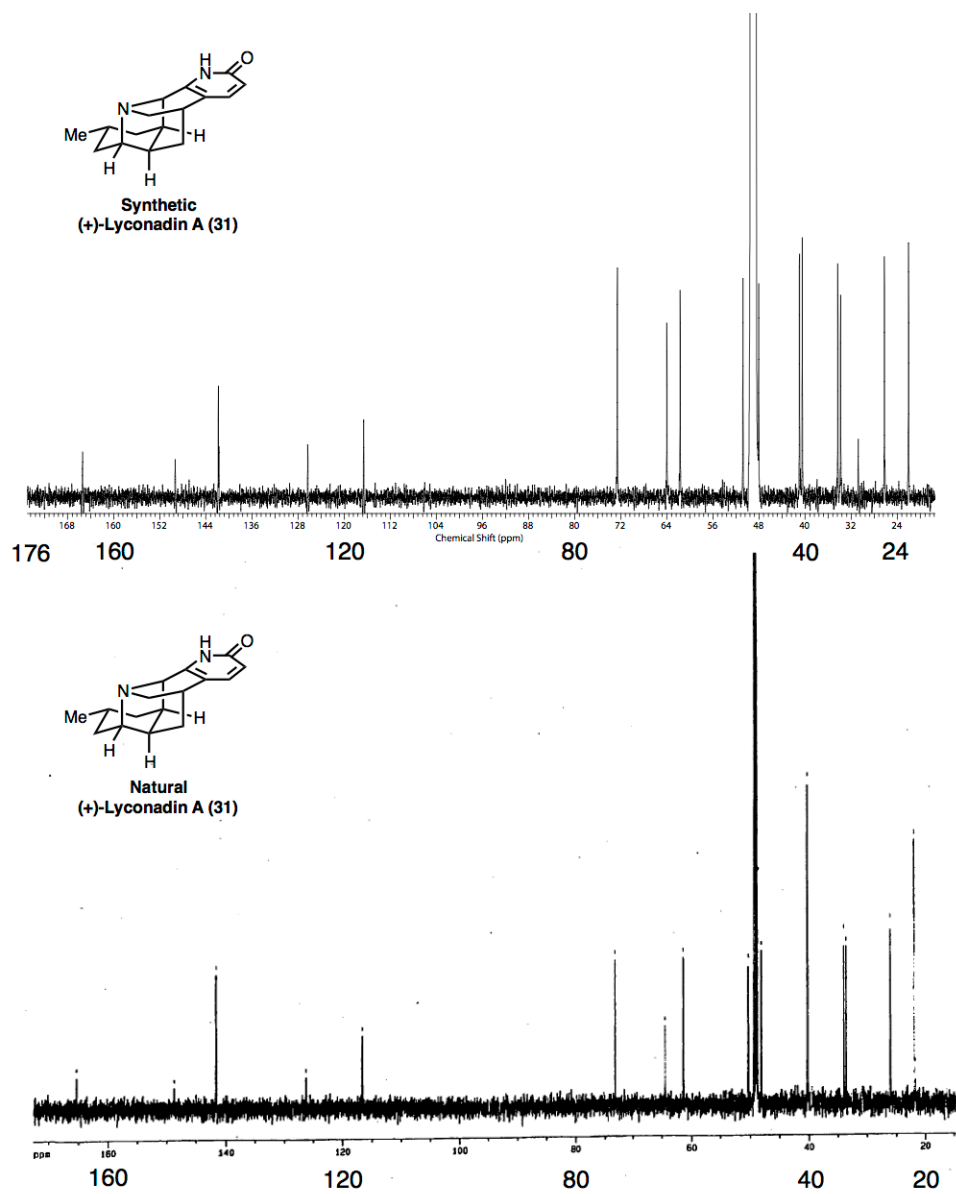 H
N
O
N
Me
H
H
H
Synthetic
(+)-Lyconadin A (31)
168 160 152 144 136 128 120 112 104 96 88 80 72 64 56 48 40 32 24
Chemical Shift (ppm)
176 160 120 80 40 24
H
N
O
N
Me
H
H
H
Natural
(+)-Lyconadin A (31)
ppm 160 140 120 100 80 60 40 20
160 120 80 40 20